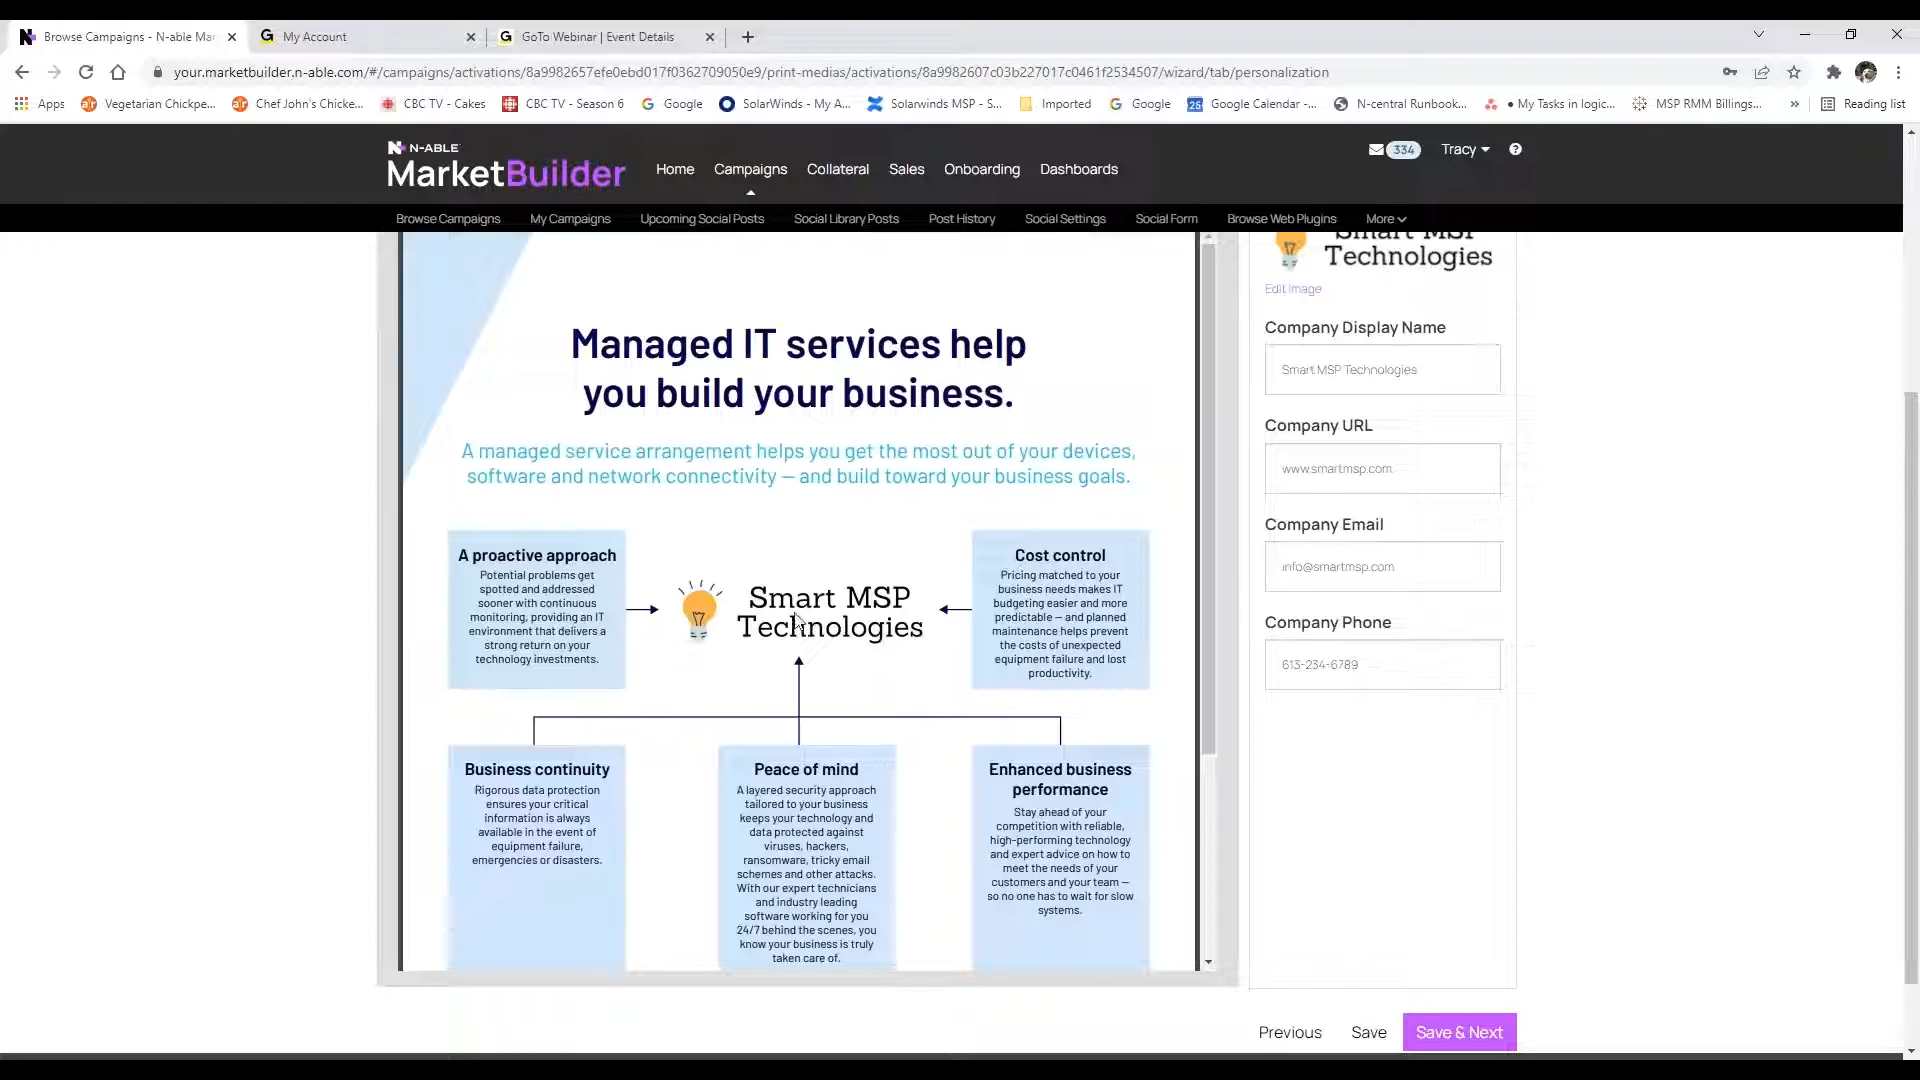 Browse Campaigns - N-able Mar
My Account
GoTo Webinar | Event Details
your.marketbuilder.n-able.com/#/campaigns/activations/8a9982657efe0ebd017f0362709050e9/print-medias/activations/8a9982607c03b227017c0461f2534507/wizard/tab/personalization
Apps
Vegetarian Chickpe...
Chef John's Chicke...
CBC TV - Cakes
CBC TV - Season 6
Google
SolarWinds - My A...
Solarwinds MSP - S...
Imported
Google
Google Calendar -...
N-central Runbook...
● My Tasks in logic...
MSP RMM Billings...
»
Reading list
N-ABLE
MarketBuilder
Home
Campaigns
Collateral
Sales
Onboarding
Dashboards
334
Tracy
Browse Campaigns
My Campaigns
Upcoming Social Posts
Social Library Posts
Post History
Social Settings
Social Form
Browse Web Plugins
More
Managed IT services help
you build your business.
A managed service arrangement helps you get the most out of your devices,
software and network connectivity — and build toward your business goals.
A proactive approach
Potential problems get
spotted and addressed
sooner with continuous
monitoring, providing an IT
environment that delivers a
strong return on your
technology investments.
Smart MSP
Technologies
Cost control
Pricing matched to your
business needs makes IT
budgeting easier and more
predictable — and planned
maintenance helps prevent
the costs of unexpected
equipment failure and lost
productivity.
Business continuity
Rigorous data protection
ensures your critical
information is always
available in the event of
equipment failure,
emergencies or disasters.
Peace of mind
A layered security approach
tailored to your business
keeps your technology and
data protected against
viruses, hackers,
ransomware, tricky email
schemes and other attacks.
With our expert technicians
and industry leading
software working for you
24/7 behind the scenes, you
know your business is truly
taken care of.
Enhanced business
performance
Stay ahead of your
competition with reliable,
high-performing technology
and expert advice on how to
meet the needs of your
customers and your team —
so no one has to wait for slow
systems.
Smart MSP
Technologies
Edit Image
Company Display Name
Smart MSP Technologies
Company URL
www.smartmsp.com
Company Email
info@smartmsp.com
Company Phone
613-234-6789
Previous
Save
Save & Next